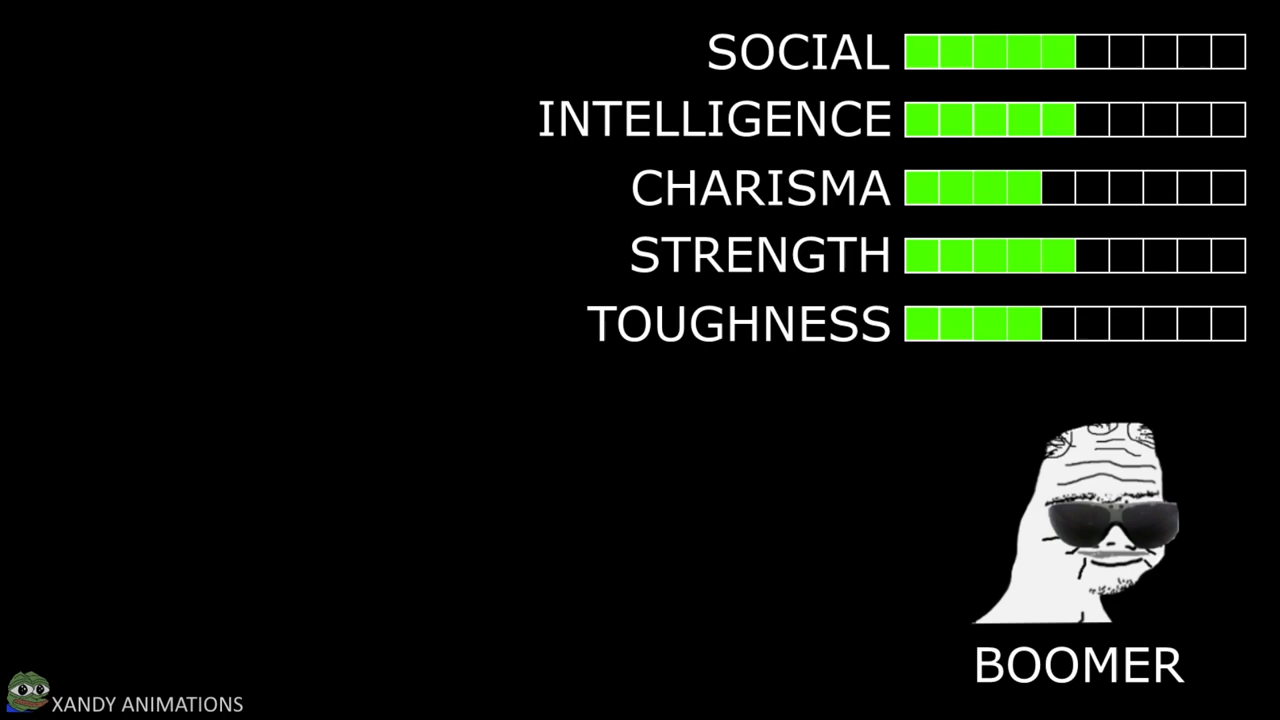 SOCIAL
INTELLIGENCE
CHARISMA
STRENGTH
TOUGHNESS
BOOMER
XANDY ANIMATIONS